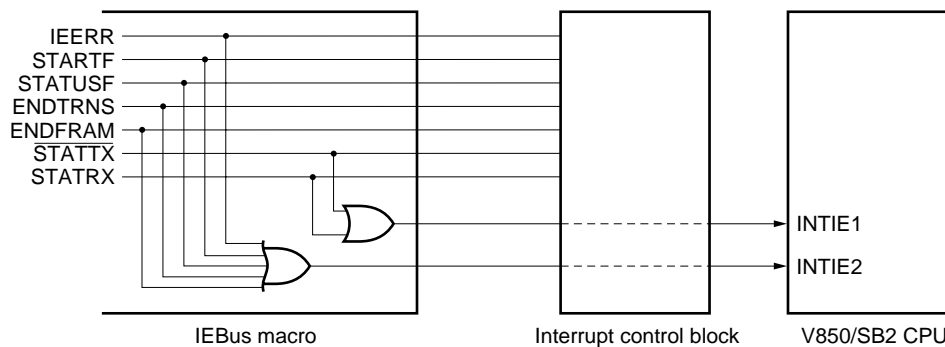 IEERR
STARTF
STATUSF
ENDTRNS
ENDFRAM
STATTX
STATRX
INTIE1
INTIE2
IEBus macro
Interrupt control block
V850/SB2 CPU